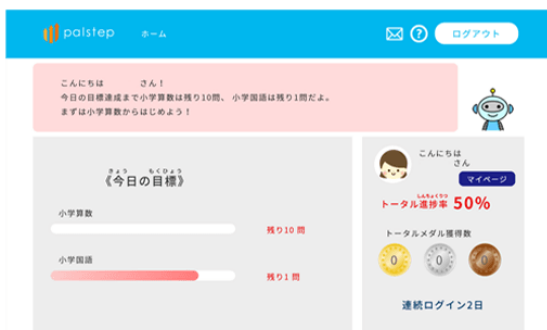 palstep ホーム ? ログアウト
こんにちは さん！
今日の目標達成まで小学算数は残り10問、 小学国語は残り1問だよ。
まずは小学算数からはじめよう！
きょう もくひょう
《今日の目標》
小学算数
残り10 問
小学国語
残り1 問
こんにちは
さん
マイページ
しんちょくりつ
トータル進捗率 50%
トータルメダル獲得数
0 0 0
連続ログイン2日